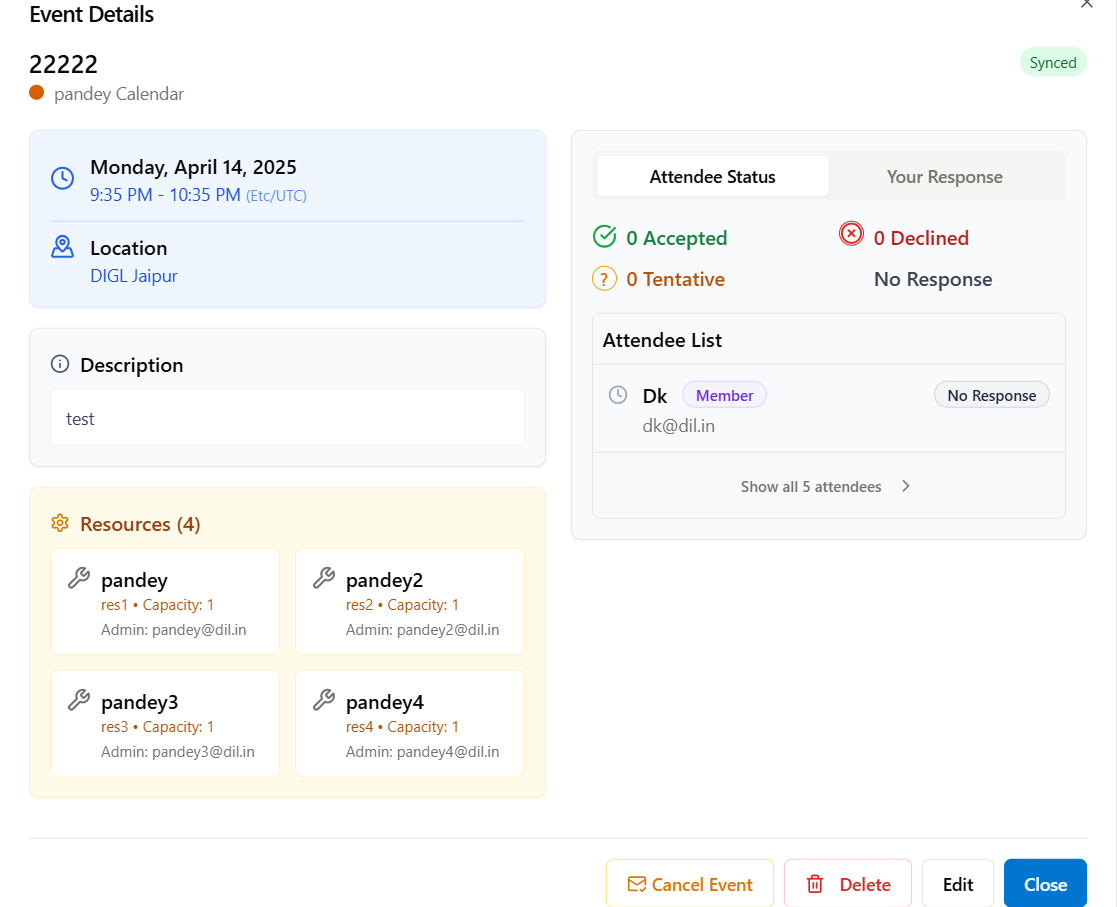 Event Details
22222
Synced
pandey Calendar
Monday, April 14, 2025
9:35 PM - 10:35 PM (Etc/UTC)
Location
DIGL Jaipur
Description
test
Resources (4)
pandey
res1 • Capacity: 1
Admin: pandey@dil.in
pandey2
res2 • Capacity: 1
Admin: pandey2@dil.in
pandey3
res3 • Capacity: 1
Admin: pandey3@dil.in
pandey4
res4 • Capacity: 1
Admin: pandey4@dil.in
Attendee Status
Your Response
0 Accepted
0 Declined
0 Tentative
No Response
Attendee List
Dk Member
No Response
dk@dil.in
Show all 5 attendees
Cancel Event
Delete
Edit
Close